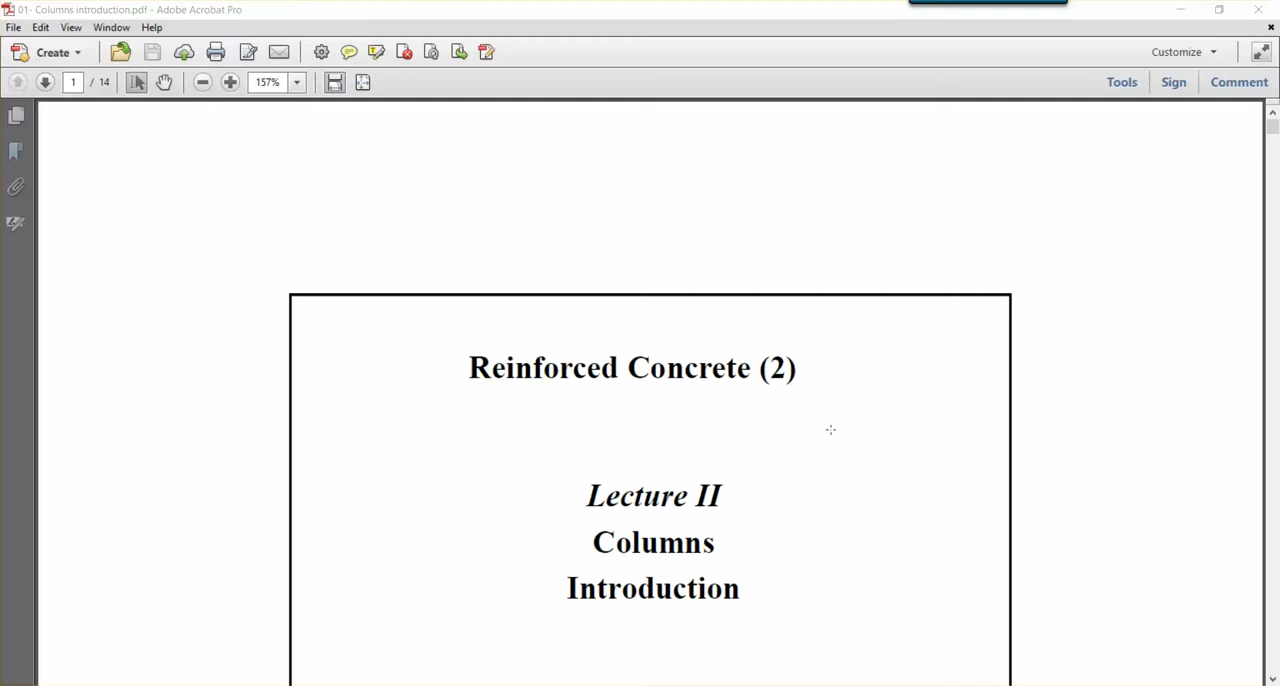 01- Columns introduction.pdf - Adobe Acrobat Pro
File Edit View Window Help
Create Customize
1 / 14 157% Tools Sign Comment
Reinforced Concrete (2)
Lecture II
Columns
Introduction